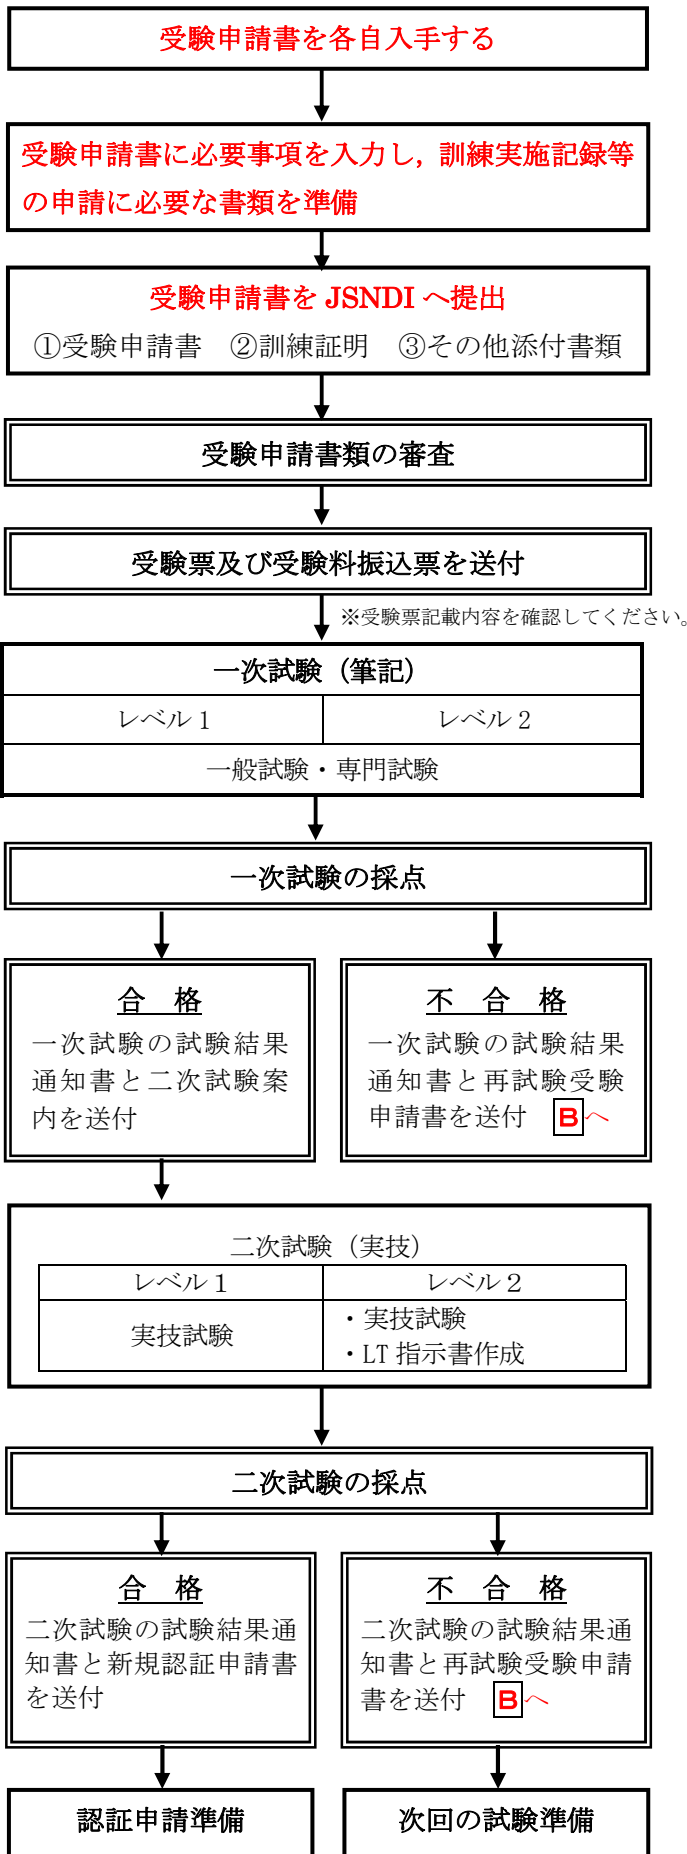 受験申請書を各自入手する
受験申請書に必要事項を入力し，訓練実施記録等
の申請に必要な書類を準備
受験申請書を JSNDI へ提出
①受験申請書　②訓練証明　③その他添付書類
受験申請書類の審査
受験票及び受験料振込票を送付
※受験票記載内容を確認してください。
一次試験（筆記）
レベル 1
レベル 2
一般試験・専門試験
一次試験の採点
合　格
一次試験の試験結果
通知書と二次試験案
内を送付
不　合　格
一次試験の試験結果
通知書と再試験受験
申請書を送付　B へ
二次試験（実技）
レベル１
レベル２
実技試験
・実技試験
・LT 指示書作成
二次試験の採点
合　格
二次試験の試験結果通
知書と新規認証申請書
を送付
不　合　格
二次試験の試験結果通
知書と再試験受験申請
書を送付　B へ
認証申請準備
次回の試験準備